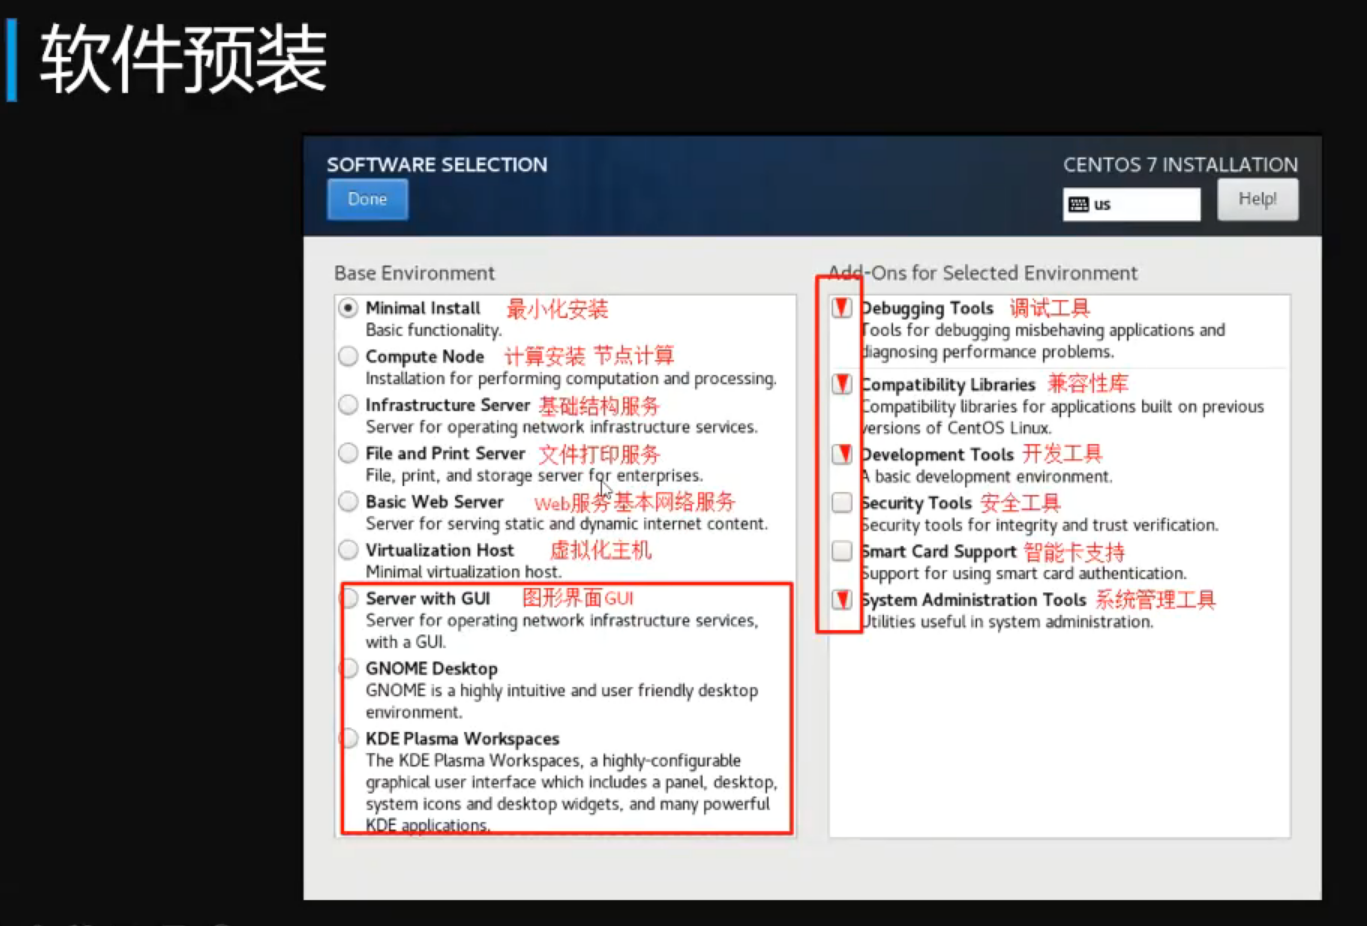 软件预装
SOFTWARE SELECTION
CENTOS 7 INSTALLATION
Done
us
Help!
Base Environment
Minimal Install 最小化安装
Basic functionality.
Compute Node 计算安装 节点计算
Installation for performing computation and processing.
Infrastructure Server 基础结构服务
Server for operating network infrastructure services.
File and Print Server 文件打印服务
File, print, and storage server for enterprises.
Basic Web Server Web服务基本网络服务
Server for serving static and dynamic internet content.
Virtualization Host 虚拟化主机
Minimal virtualization host.
Server with GUI 图形界面GUI
Server for operating network infrastructure services,
with a GUI.
GNOME Desktop
GNOME is a highly intuitive and user friendly desktop
environment.
KDE Plasma Workspaces
The KDE Plasma Workspaces, a highly-configurable
graphical user interface which includes a panel, desktop,
system icons and desktop widgets, and many powerful
KDE applications.
Add-Ons for Selected Environment
Debugging Tools 调试工具
Tools for debugging misbehaving applications and
diagnosing performance problems.
Compatibility Libraries 兼容性库
Compatibility libraries for applications built on previous
versions of CentOS Linux.
Development Tools 开发工具
A basic development environment.
Security Tools 安全工具
Security tools for integrity and trust verification.
Smart Card Support 智能卡支持
Support for using smart card authentication.
System Administration Tools 系统管理工具
Utilities useful in system administration.